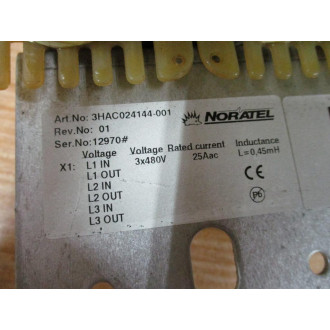 Art.No: 3HAC024144-001
Rev.No: 01
Ser.No:12970#
NORATEL
Voltage Voltage Rated.current Inductance
X1: L1 IN 3x480V 25Aac L=0,45mH
L1 OUT
L2 IN
L2 OUT
L3 IN
L3 OUT
CE
Pb